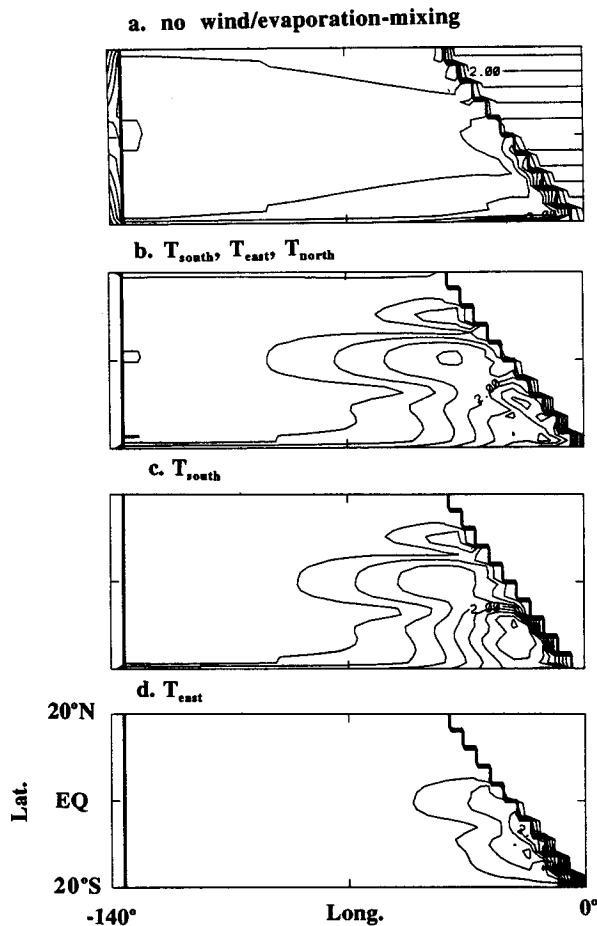 a. no wind/evaporation-mixing
2.00
b. Tsouth, Teast, Tnorth
2.00
c. Tsouth
2.00
d. Teast
20°N
Lat.
EQ
20°S
-140°
Long.
0°